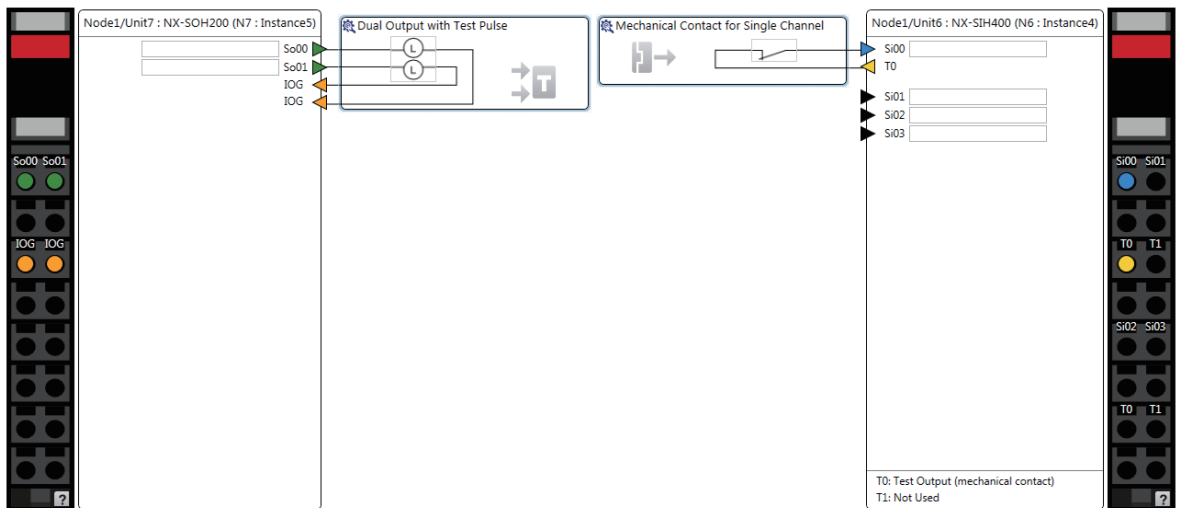 Node1/Unit7 : NX-SOH200 (N7 : Instance5)
So00
So01
IOG
IOG
Dual Output with Test Pulse
L
L
T
Mechanical Contact for Single Channel
Node1/Unit6 : NX-SIH400 (N6 : Instance4)
Si00
T0
Si01
Si02
Si03
T0: Test Output (mechanical contact)
T1: Not Used
So00 So01
IOG IOG
?
Si00 Si01
T0 T1
Si02 Si03
T0 T1
?